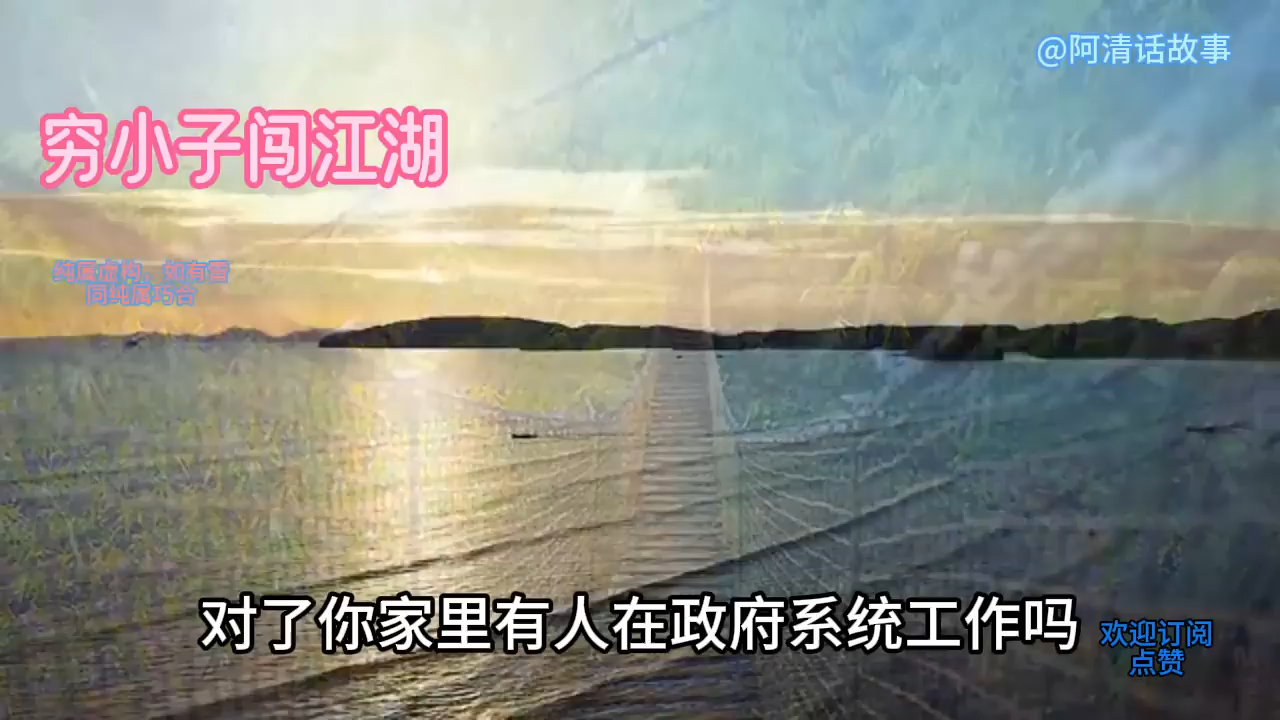 @阿清话故事
穷小子闯江湖
纯属虚构，如有雷
同纯属巧合
对了你家里有人在政府系统工作吗
欢迎订阅
点赞